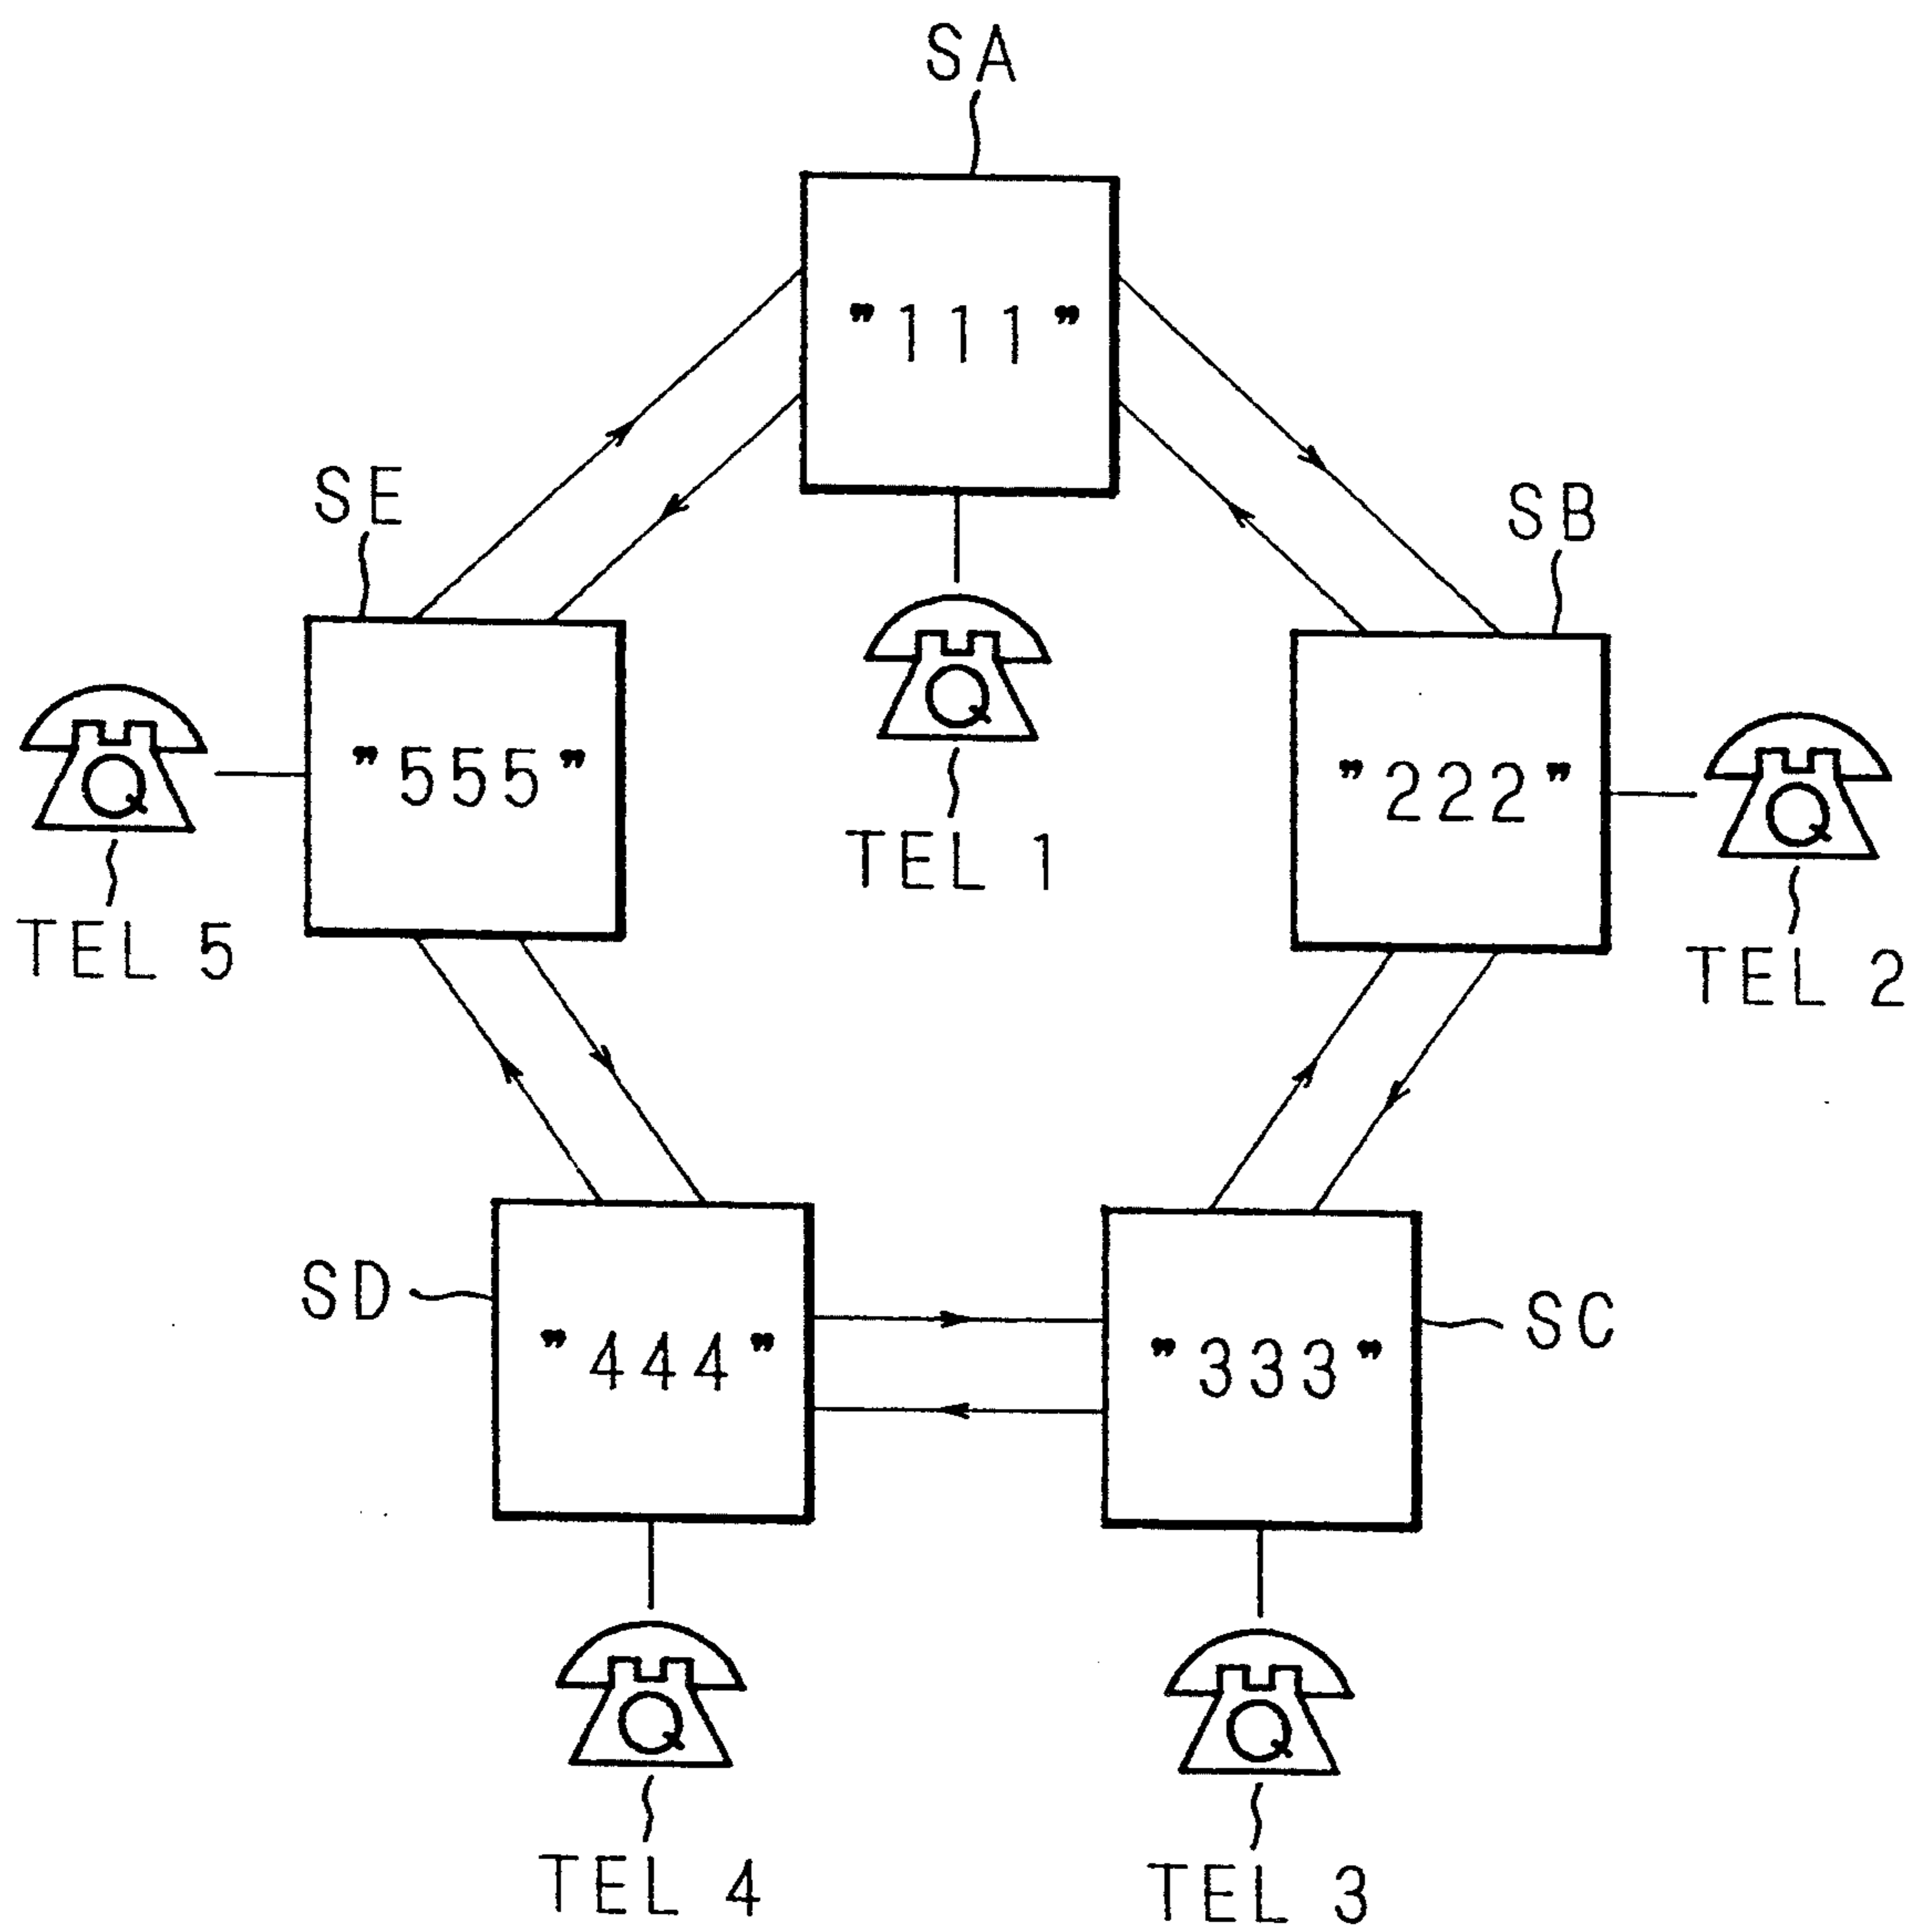 SA
"111"
SE
SB
"555"
TEL 1
"222"
TEL 5
TEL 2
SD
"444"
"333"
SC
TEL 4
TEL 3